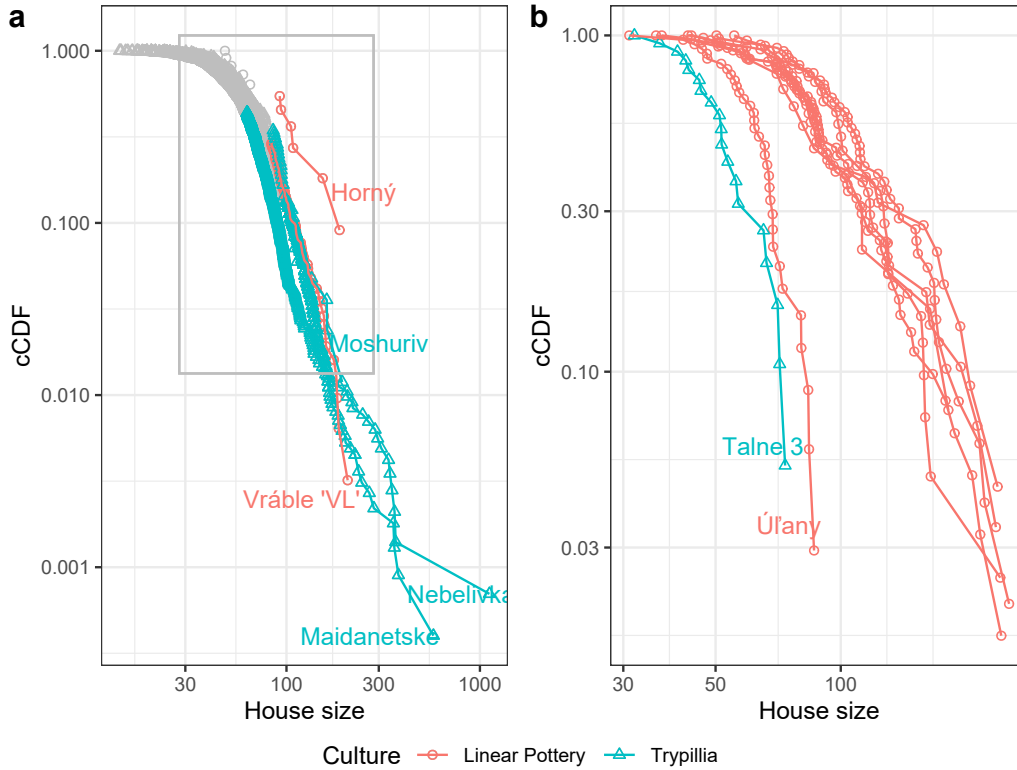 a
b
1.000
0.100
0.010
0.001
cCDF
Horný
Moshuriv
Vráble 'VL'
Nebelivka
Maidanetske
30
100
300
1000
House size
1.00
0.30
0.10
0.03
cCDF
Talne 3
Úľany
30
50
100
House size
Culture
Linear Pottery
Trypillia